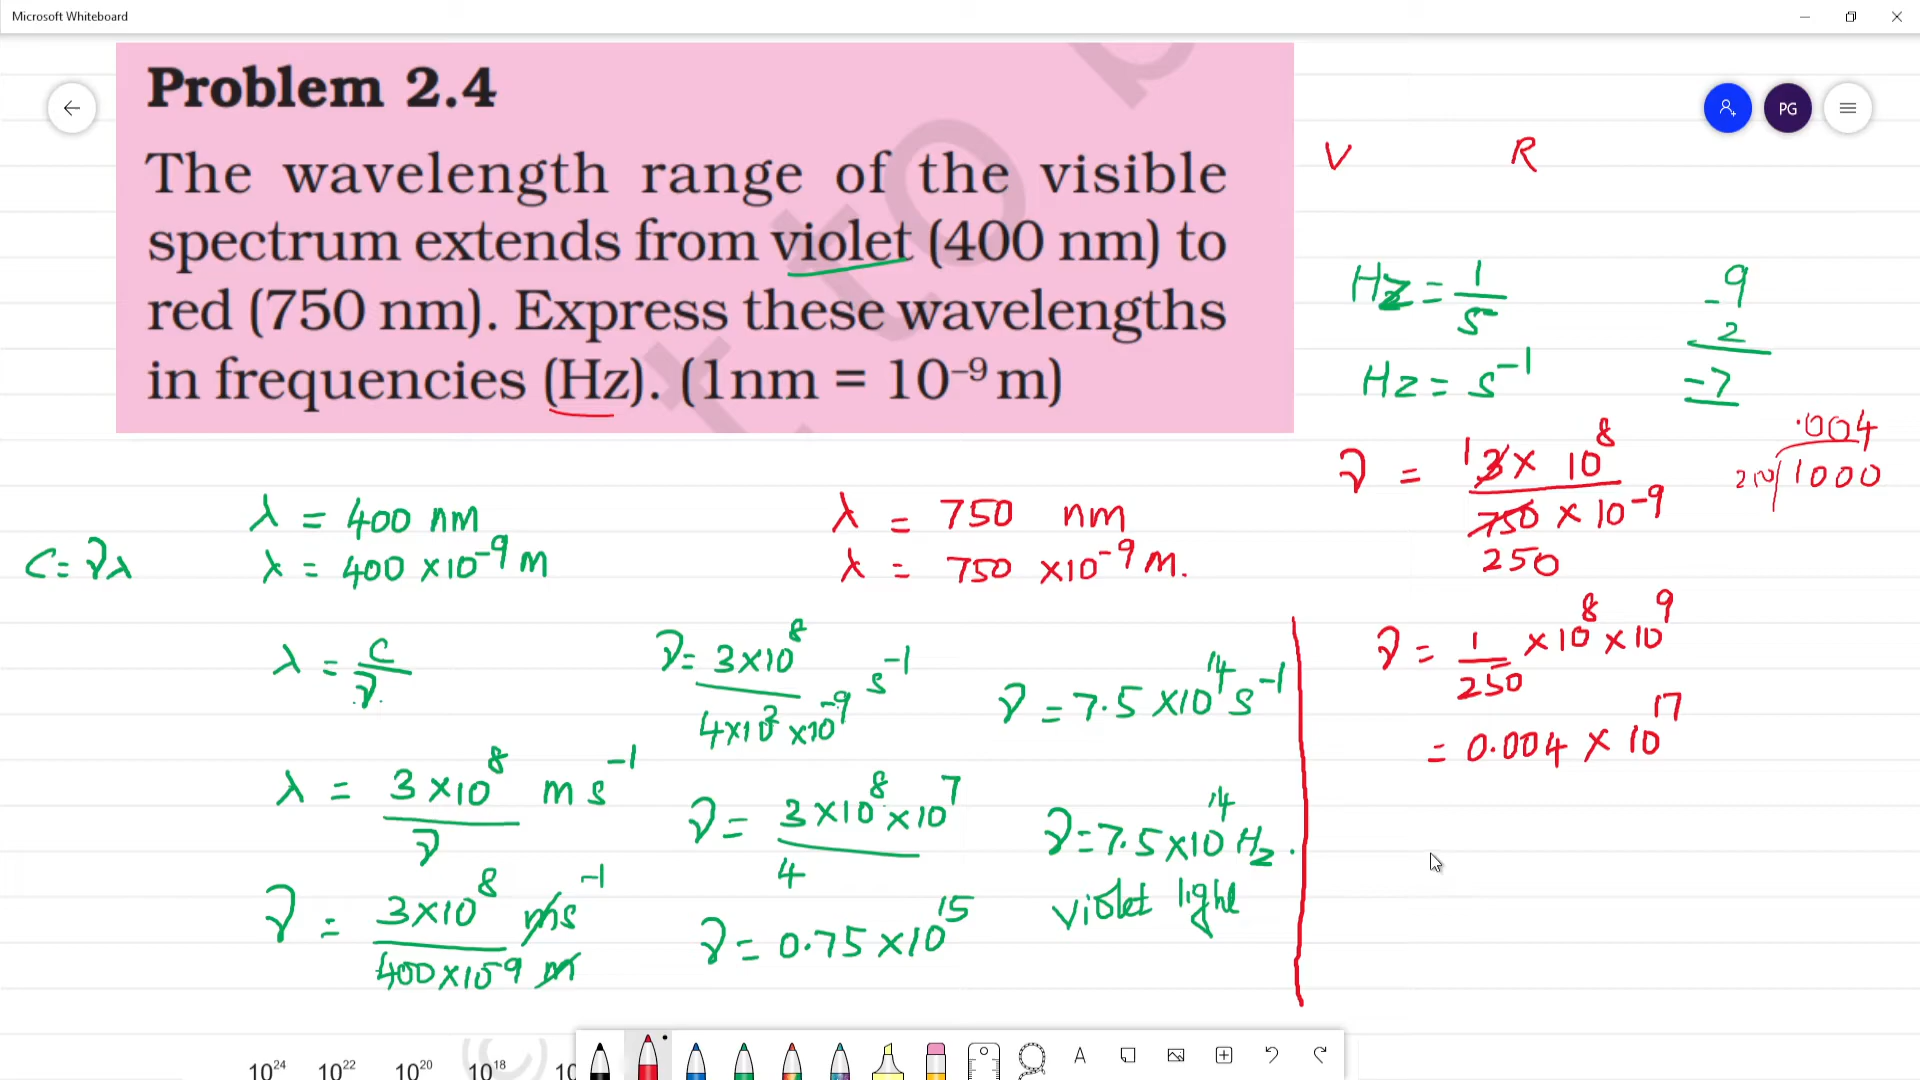 Microsoft Whiteboard
Problem 2.4
The wavelength range of the visible
spectrum extends from violet (400 nm) to
red (750 nm). Express these wavelengths
in frequencies (Hz). (1nm = 10⁻⁹ m)
PG
V R
Hz = 1/s
Hz = s⁻¹
-9
-2
-7
ν = 1 3 × 10⁸ / 750 × 10⁻⁹
250
.004
1000
λ = 400 nm
λ = 400 ×10⁻⁹ m
C = νλ
λ = 750 nm
λ = 750 ×10⁻⁹ m.
λ = c/ν
λ = 3×10⁸ / ν m s⁻¹
ν = 3×10⁸ ms⁻¹ / 400×10⁻⁹ m
ν = 3×10⁸ / 4×10² ×10⁻⁹ s⁻¹
ν = 3×10⁸×10⁷ / 4
ν = 0.75 ×10¹⁵
ν = 7.5 ×10¹⁴ s⁻¹
ν = 7.5×10¹⁴ Hz.
violet light
ν = 1/250 ×10⁸ ×10⁹
= 0.004 × 10¹⁷
10²⁴ 10²² 10²⁰ 10¹⁸
A